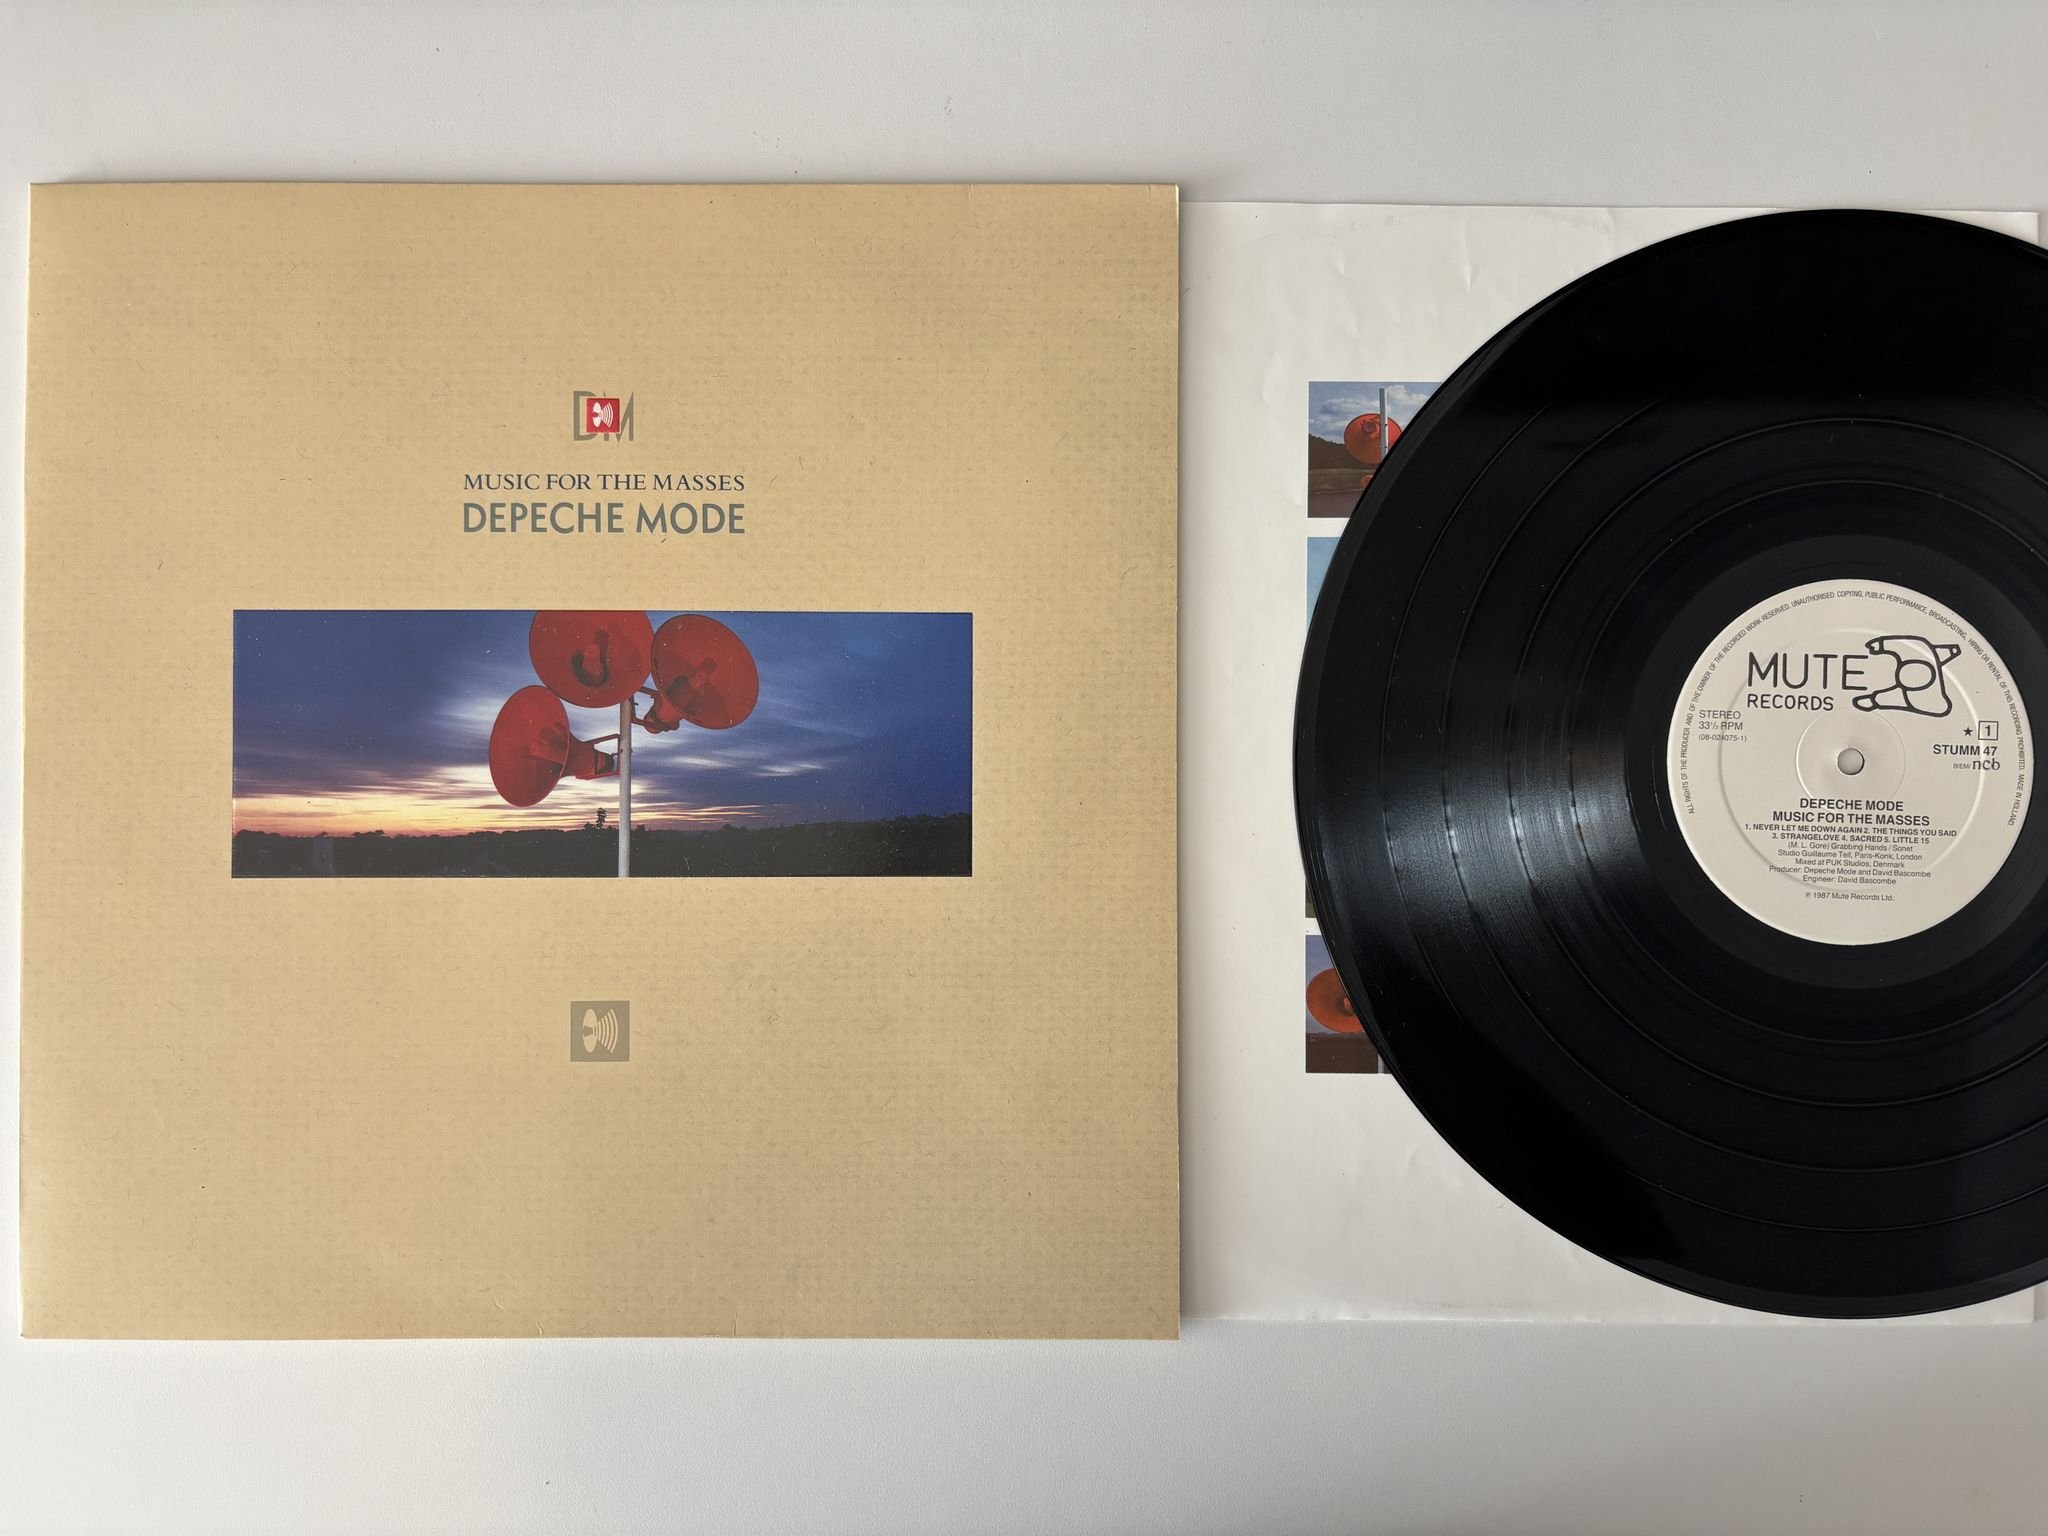 DM
MUSIC FOR THE MASSES
DEPECHE MODE
ALL RIGHTS OF THE PRODUCER AND OF THE OWNER OF THE RECORDED WORK RESERVED. UNAUTHORISED COPYING, PUBLIC PERFORMANCE, BROADCASTING, HIRING OR RENTAL OF THIS RECORDING PROHIBITED. MADE IN HOLLAND
MUTE
RECORDS
STEREO
33⅓ RPM
(08-024075-1)
★ 1
STUMM 47
BIEM/ ncb
DEPECHE MODE
MUSIC FOR THE MASSES
1. NEVER LET ME DOWN AGAIN 2. THE THINGS YOU SAID
3. STRANGELOVE 4. SACRED 5. LITTLE 15
(M. L. Gore) Grabbing Hands / Sonet
Studio Guillaume Tell, Paris-Konk, London
Mixed at PUK Studios, Denmark
Producer: Depeche Mode and David Bascombe
Engineer: David Bascombe
℗ 1987 Mute Records Ltd.